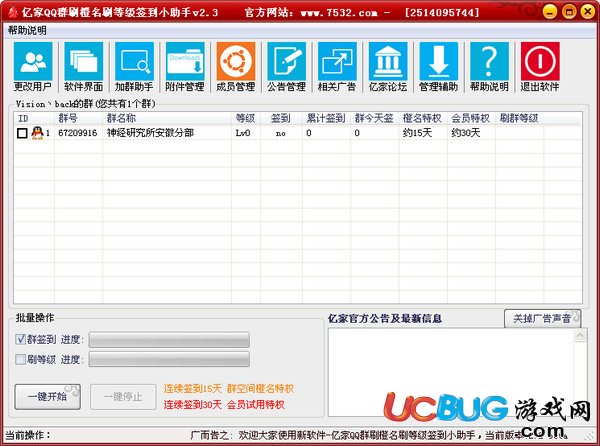 亿家QQ群刷橙名刷等级签到小助手v2.3 官方网站：www.7532.com - [2514095744]
帮助说明
更改用户 软件界面 加群助手 附件管理 成员管理 公告管理 相关广告 亿家论坛 管理辅助 帮助说明 退出软件
Downloads
Vision丶back的群(您共有1个群)
ID 群号 群名称 等级 签到 累计签到 群今天签 橙名特权 会员特权 刷群等级
1 67209916 神经研究所安徽分部 Lv0 no 0 0 约15天 约30天
批量操作
亿家官方公告及最新信息
关掉广告声音
群签到 进度:
刷等级 进度:
一键开始 一键停止
连续签到15天 群空间橙名特权
连续签到30天 会员试用特权
UCBUG游戏网
.com
当前操作: 广而告之: 欢迎大家使用新软件-亿家QQ群刷橙名刷等级签到小助手,当前版本